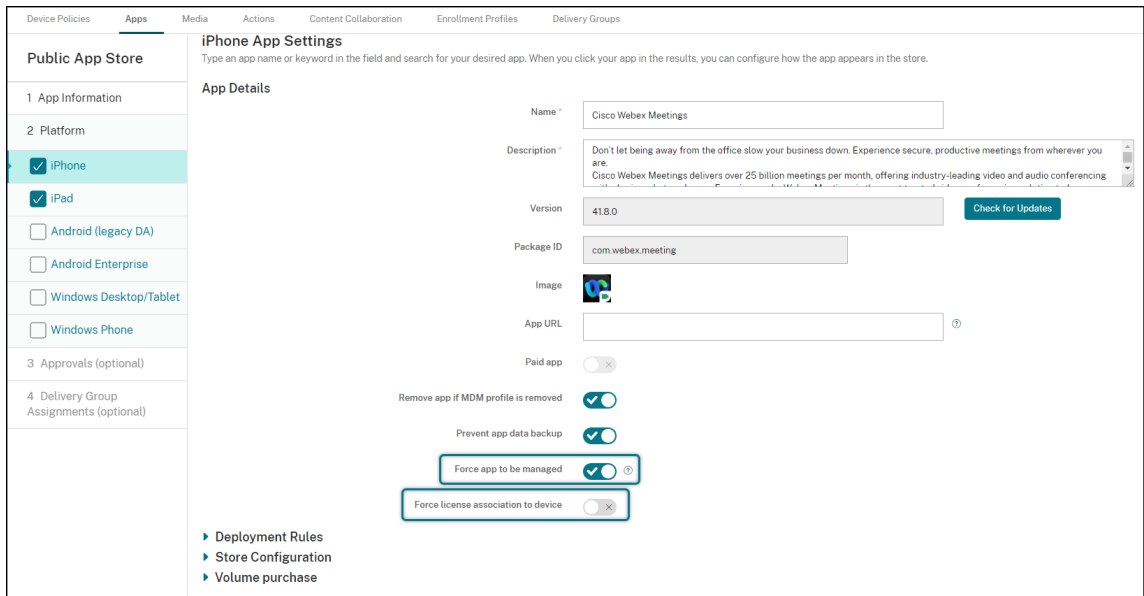 Device Policies
Apps
Media
Actions
Content Collaboration
Enrollment Profiles
Delivery Groups
Public App Store
1 App Information
2 Platform
iPhone
iPad
Android (legacy DA)
Android Enterprise
Windows Desktop/Tablet
Windows Phone
3 Approvals (optional)
4 Delivery Group
Assignments (optional)
iPhone App Settings
Type an app name or keyword in the field and search for your desired app. When you click your app in the results, you can configure how the app appears in the store.
App Details
Name *
Cisco Webex Meetings
Description *
Don't let being away from the office slow your business down. Experience secure, productive meetings from wherever you
are.
Cisco Webex Meetings delivers over 25 billion meetings per month, offering industry-leading video and audio conferencing
Version
41.8.0
Check for Updates
Package ID
com.webex.meeting
Image
App URL
Paid app
Remove app if MDM profile is removed
Prevent app data backup
Force app to be managed
Force license association to device
Deployment Rules
Store Configuration
Volume purchase